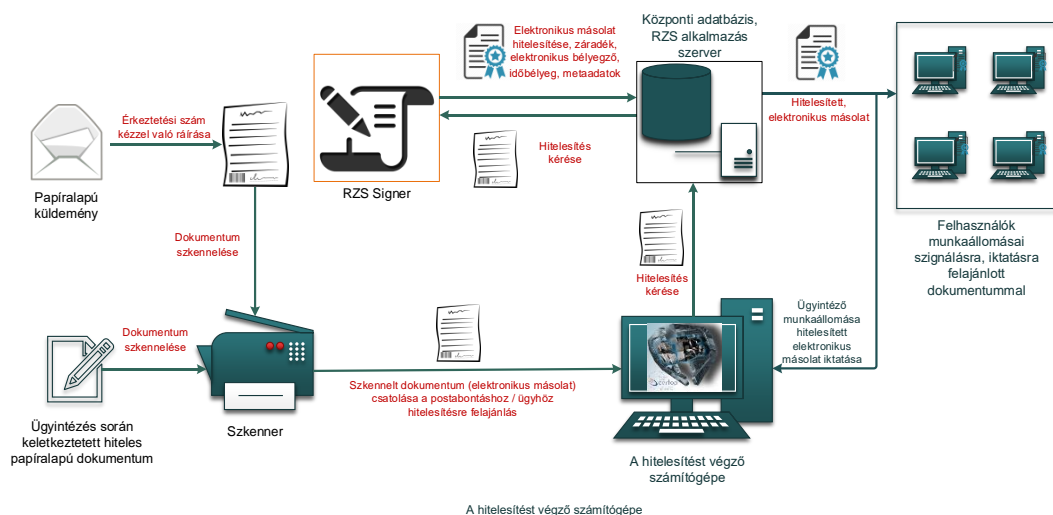 Elektronikus másolat
hitelesítése, záradék,
elektronikus bélyegző,
időbélyeg, metaadatok
Központi adatbázis,
RZS alkalmazás
szerver
Érkeztetési szám
kézzel való ráírása
Hitelesített,
elektronikus másolat
Hitelesítés
kérése
Papíralapú
küldemény
RZS Signer
Felhasználók
munkaállomásai
szignálásra, iktatásra
felajánlott
dokumentummal
Dokumentum
szkennelése
Hitelesítés
kérése
Ügyintéző
munkaállomása
hitelesített
elektronikus
másolat iktatása
Dokumentum
szkennelése
Szkennelt dokumentum (elektronikus másolat)
csatolása a postabontáshoz / ügyhöz
hitelesítésre felajánlás
Ügyintézés során
keletkeztetett hiteles
papíralapú dokumentum
Szkenner
A hitelesítést végző
számítógépe
A hitelesítést végző számítógépe